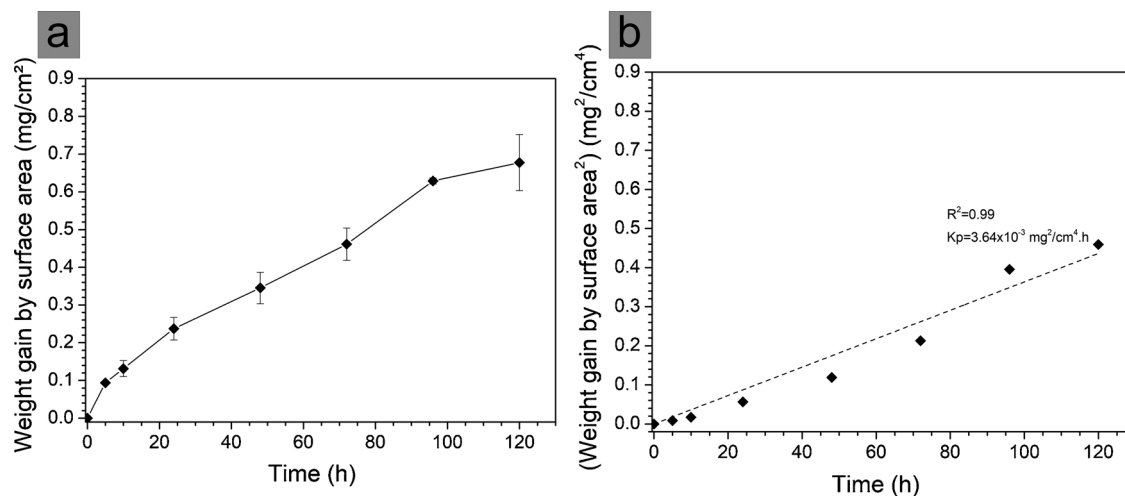 a
Weight gain by surface area (mg/cm²)
0.9
0.8
0.7
0.6
0.5
0.4
0.3
0.2
0.1
0.0
0 20 40 60 80 100 120
Time (h)
b
(Weight gain by surface area²) (mg²/cm⁴)
0.9
0.8
0.7
0.6
0.5
0.4
0.3
0.2
0.1
0.0
R²=0.99
Kp=3.64x10⁻³ mg²/cm⁴.h
0 20 40 60 80 100 120
Time (h)